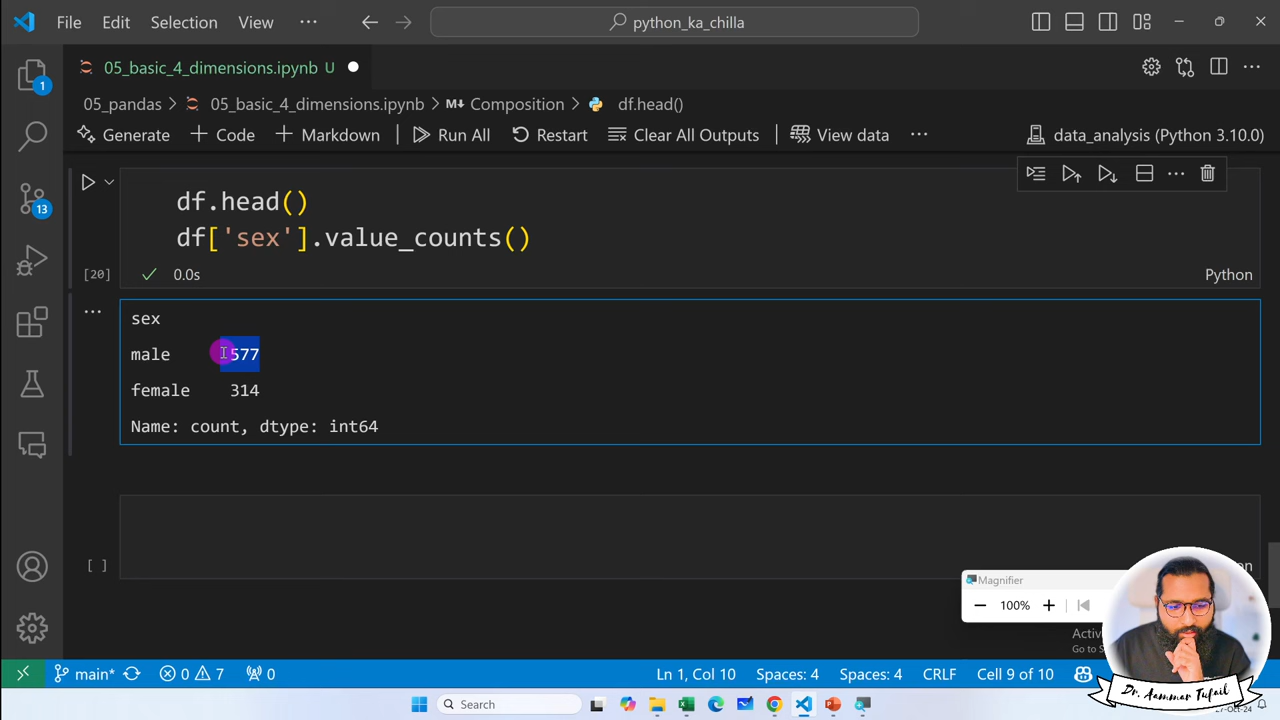 File Edit Selection View ··· python_ka_chilla
05_basic_4_dimensions.ipynb U
05_pandas > 05_basic_4_dimensions.ipynb > M↓ Composition > df.head()
Generate + Code + Markdown Run All Restart Clear All Outputs View data ··· data_analysis (Python 3.10.0)
df.head()
df['sex'].value_counts()
[20] 0.0s Python
sex
male 577
female 314
Name: count, dtype: int64
[ ]
Magnifier
100%
Dr. Aammar Tufail
main* 0 7 0 Ln 1, Col 10 Spaces: 4 Spaces: 4 CRLF Cell 9 of 10
Search
1
13